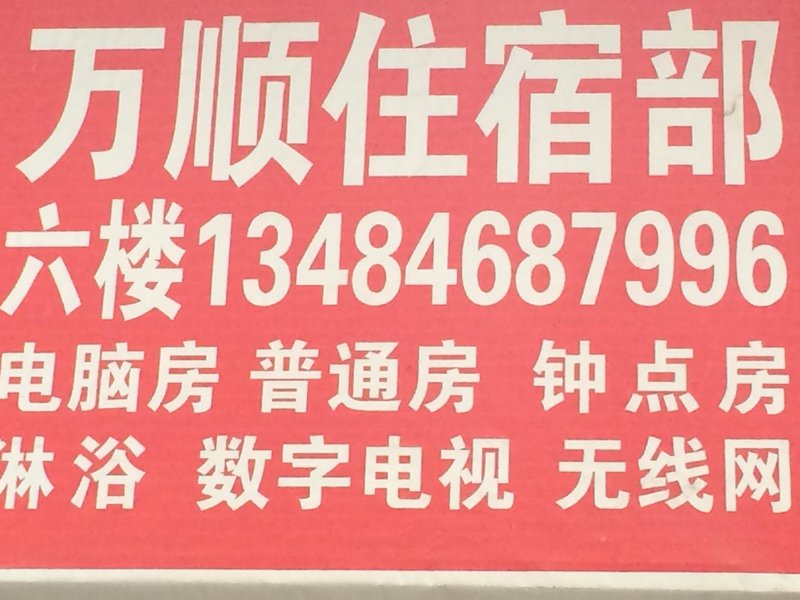 万顺住宿部
六楼13484687996
电脑房 普通房 钟点房
淋浴 数字电视 无线网